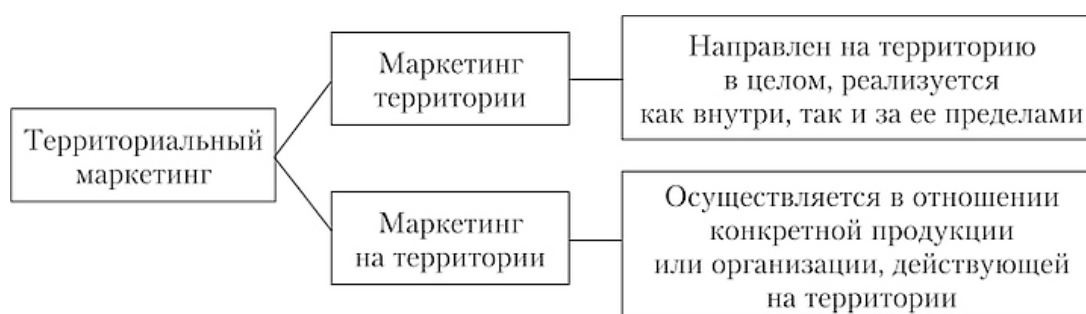 Территориальный
маркетинг
Маркетинг
территории
Направлен на территорию
в целом, реализуется
как внутри, так и за ее пределами
Маркетинг
на территории
Осуществляется в отношении
конкретной продукции
или организации, действующей
на территории